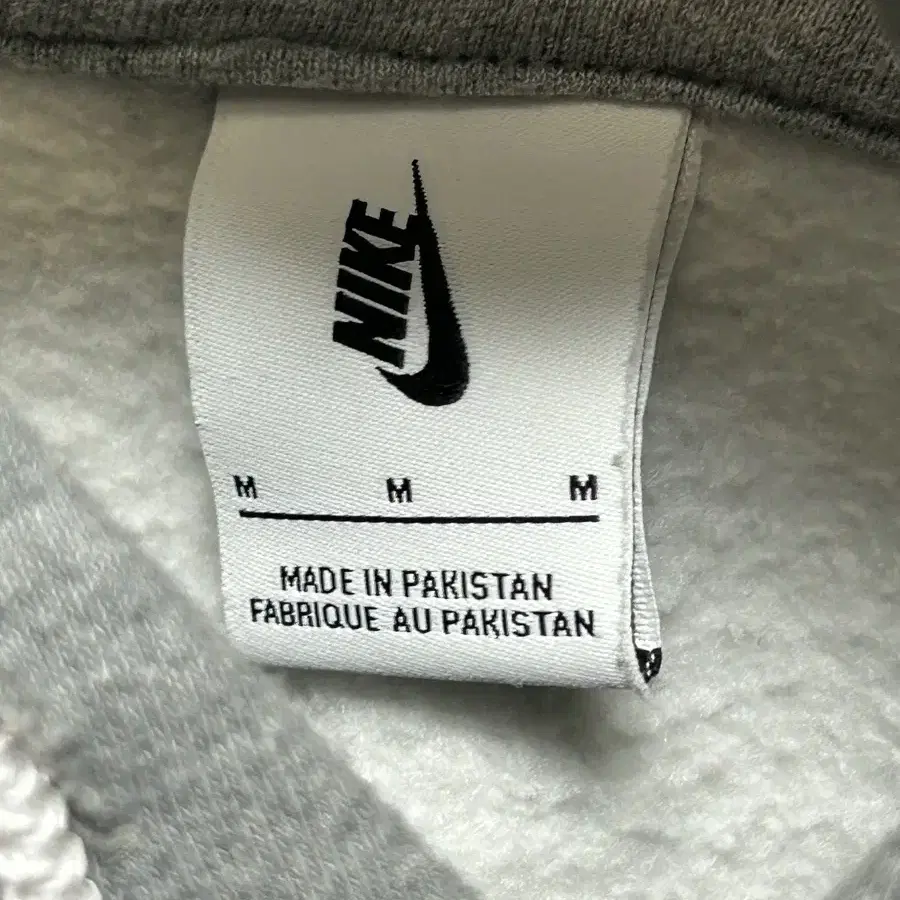 NIKE
M M M
MADE IN PAKISTAN
FABRIQUE AU PAKISTAN